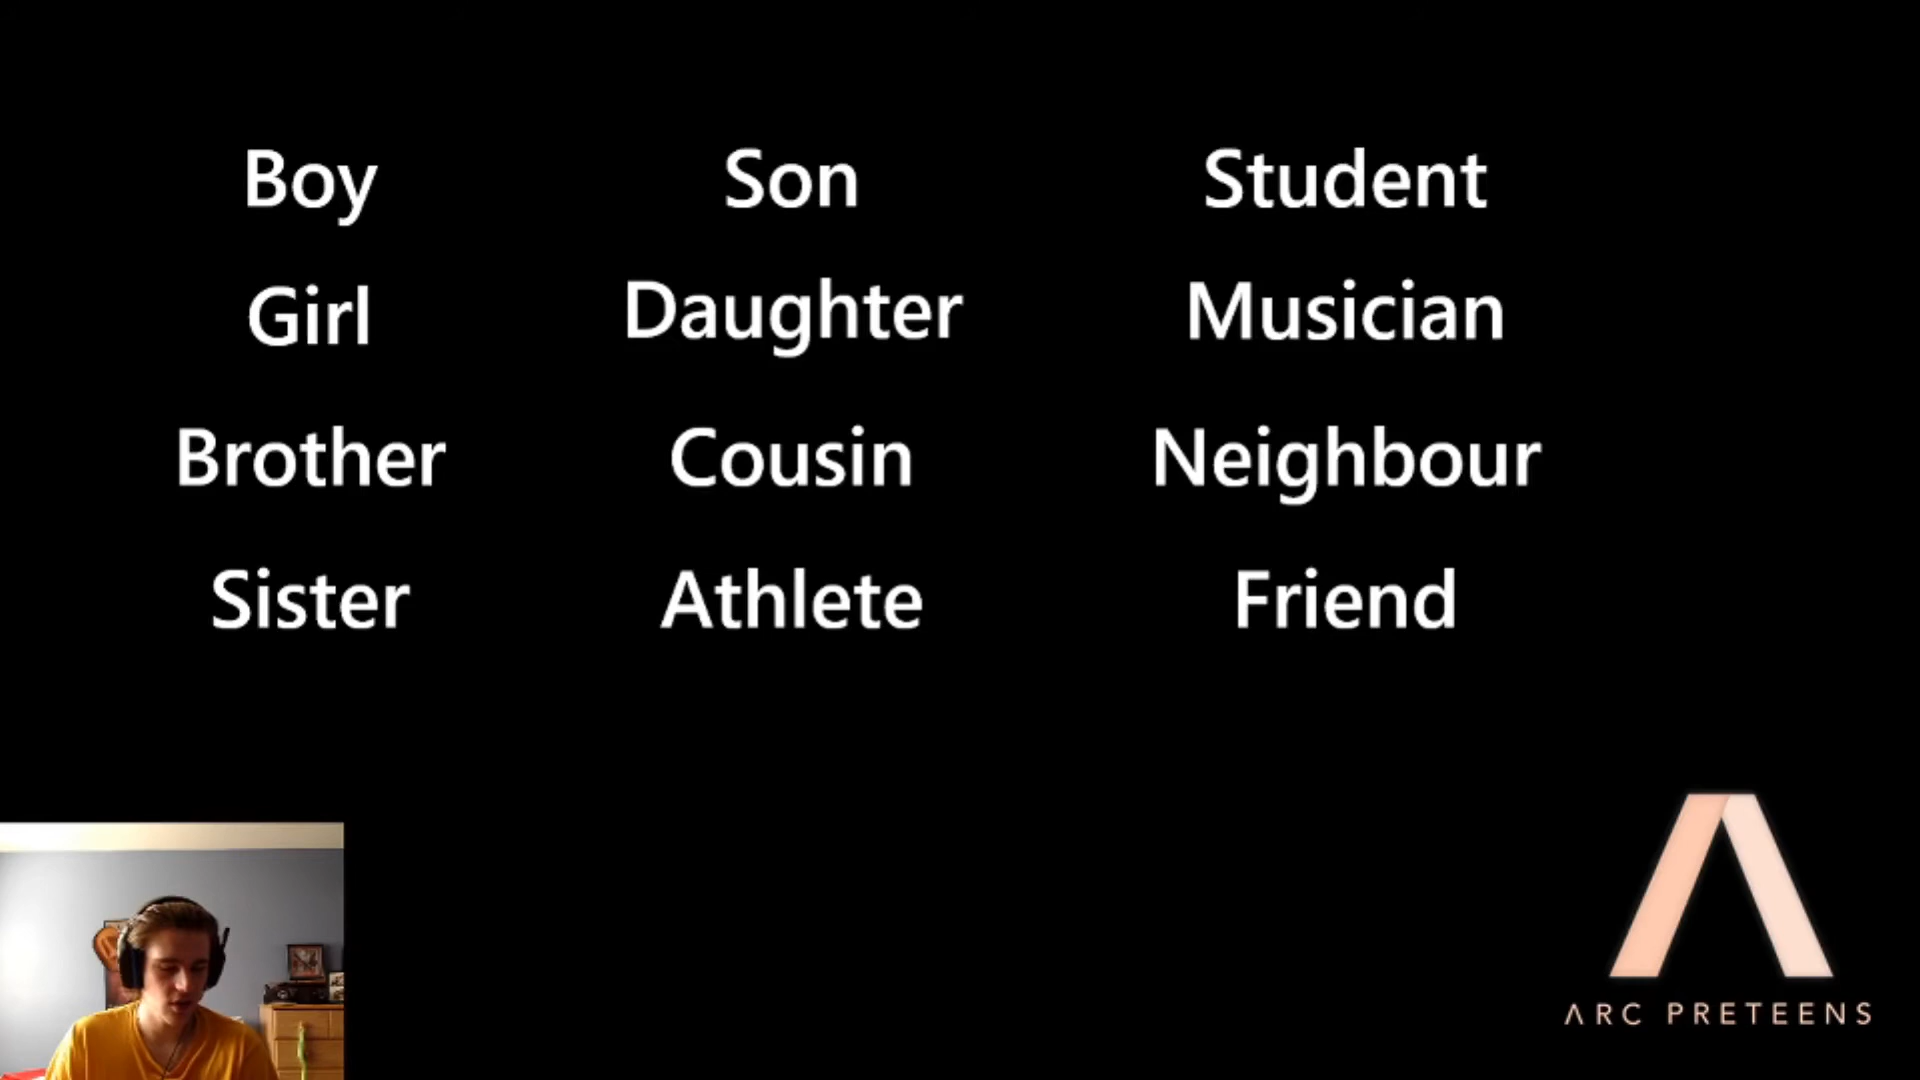 Boy Son Student
Girl Daughter Musician
Brother Cousin Neighbour
Sister Athlete Friend
ARC PRETEENS